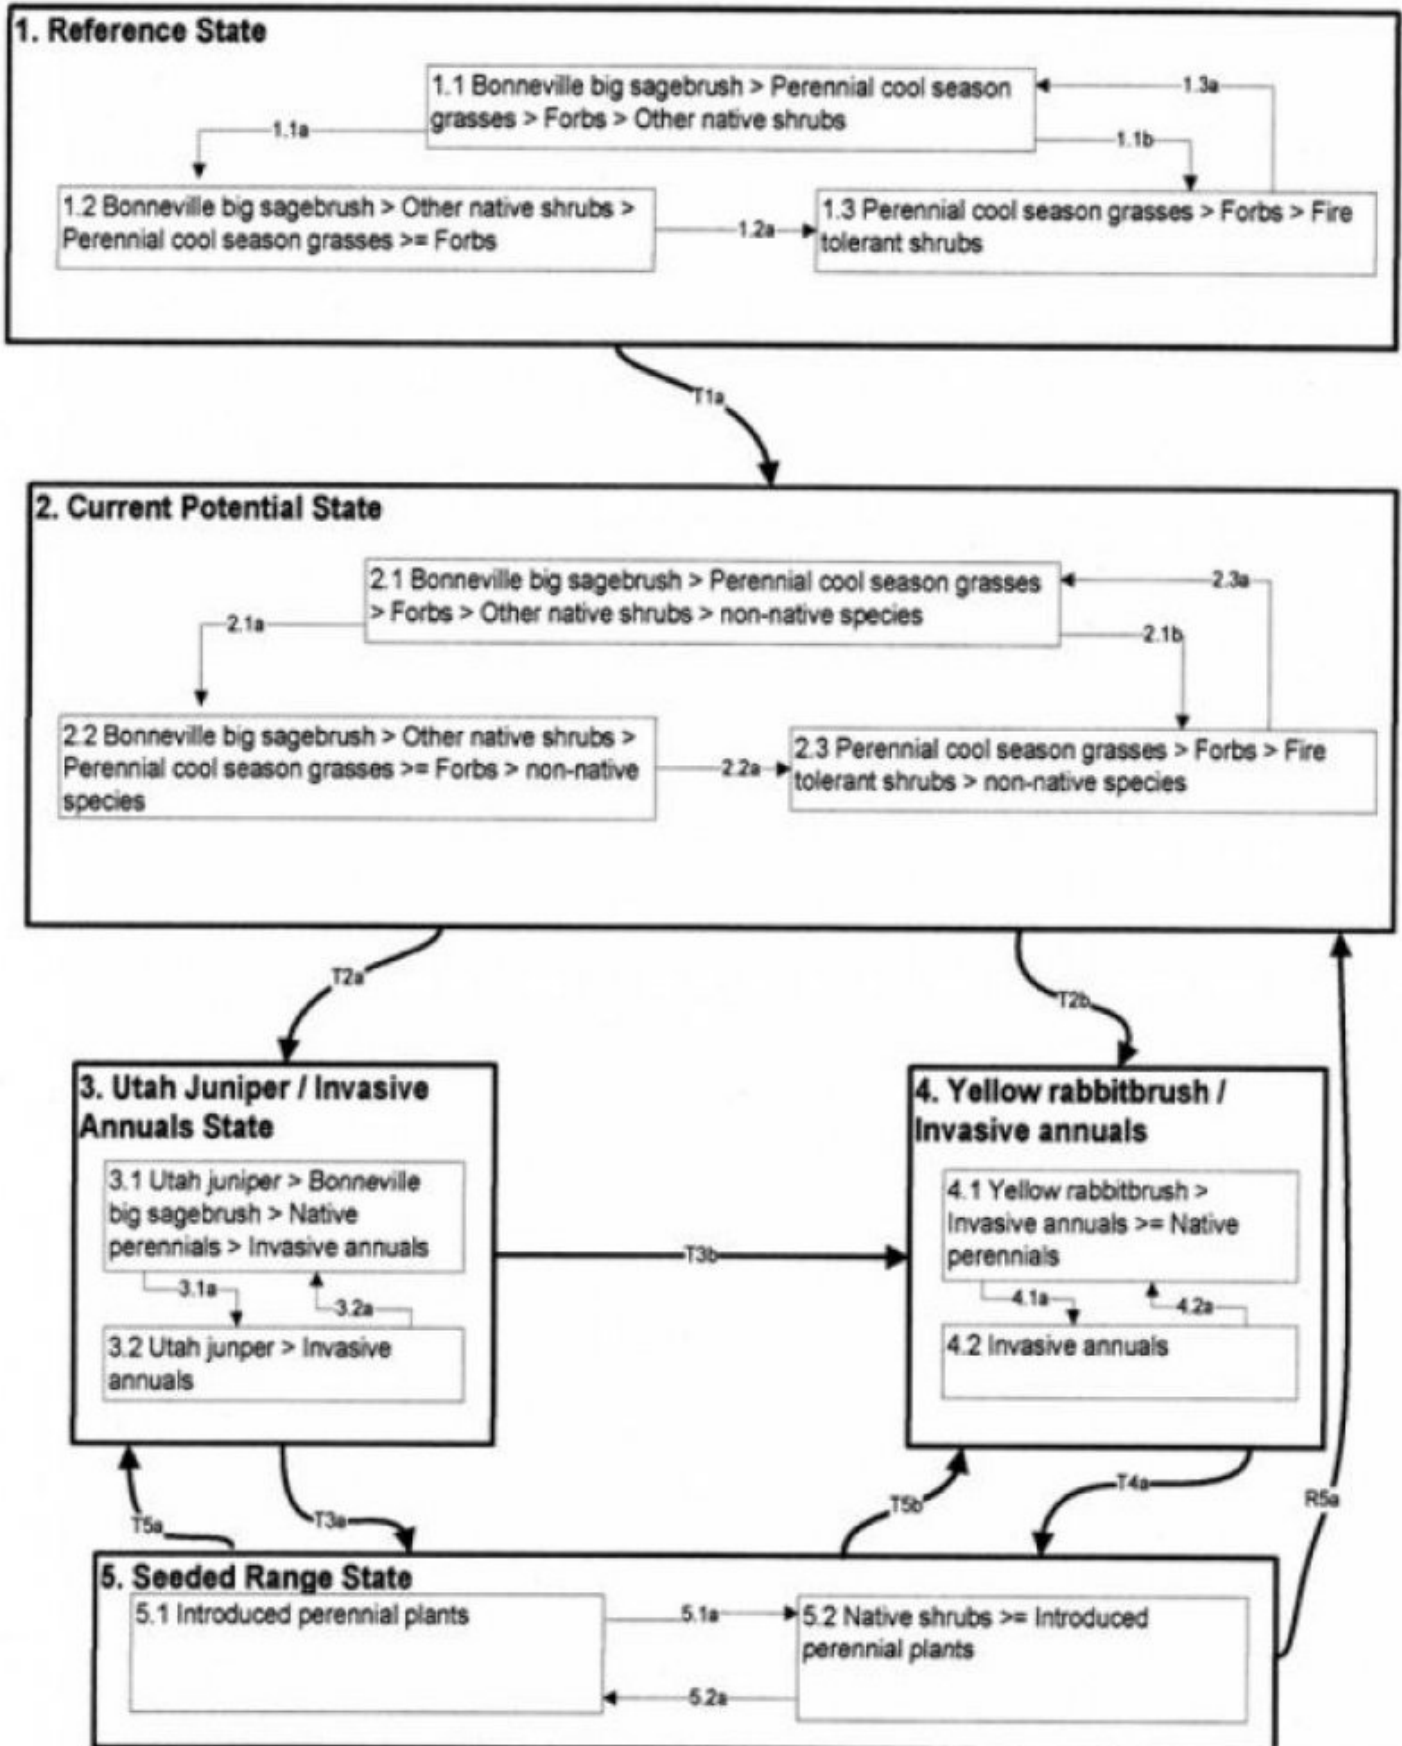 1. Reference State
1.1 Bonneville big sagebrush > Perennial cool season
grasses > Forbs > Other native shrubs
1.3a
1.1a
1.1b
1.2 Bonneville big sagebrush > Other native shrubs >
Perennial cool season grasses >= Forbs
1.2a
1.3 Perennial cool season grasses > Forbs > Fire
tolerant shrubs
T1a
2. Current Potential State
2.1 Bonneville big sagebrush > Perennial cool season grasses
> Forbs > Other native shrubs > non-native species
2.3a
2.1a
2.1b
2.2 Bonneville big sagebrush > Other native shrubs >
Perennial cool season grasses >= Forbs > non-native
species
2.2a
2.3 Perennial cool season grasses > Forbs > Fire
tolerant shrubs > non-native species
T2a
T2b
3. Utah Juniper / Invasive
Annuals State
3.1 Utah juniper > Bonneville
big sagebrush > Native
perennials > Invasive annuals
3.1a
3.2a
3.2 Utah junper > Invasive
annuals
T3b
4. Yellow rabbitbrush /
Invasive annuals
4.1 Yellow rabbitbrush >
Invasive annuals >= Native
perennials
4.1a
4.2a
4.2 Invasive annuals
T5a
T3a
T5b
T4a
R5a
5. Seeded Range State
5.1 Introduced perennial plants
5.1a
5.2 Native shrubs >= Introduced
perennial plants
5.2a